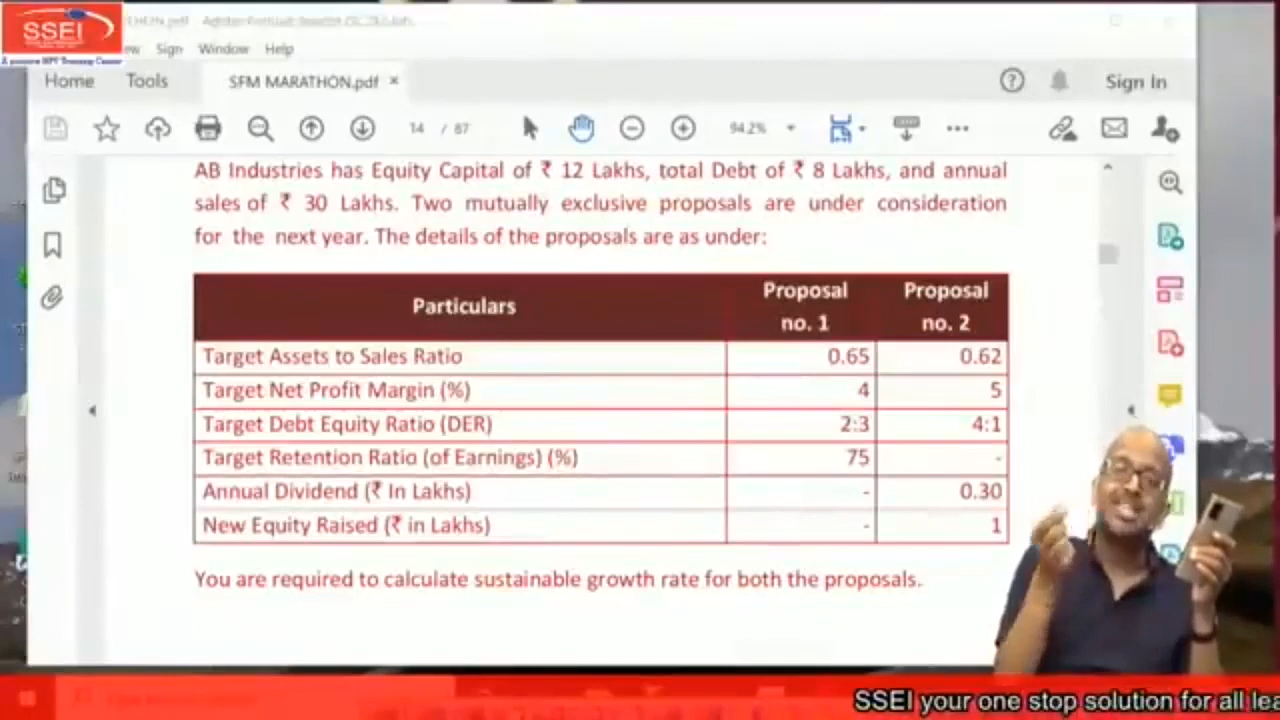 SSEI
Sign Window Help
Home Tools SFM MARATHON.pdf × Sign In
14 / 87 94.2%
AB Industries has Equity Capital of ₹ 12 Lakhs, total Debt of ₹ 8 Lakhs, and annual
sales of ₹ 30 Lakhs. Two mutually exclusive proposals are under consideration
for the next year. The details of the proposals are as under:
Particulars Proposal no. 1 Proposal no. 2
Target Assets to Sales Ratio 0.65 0.62
Target Net Profit Margin (%) 4 5
Target Debt Equity Ratio (DER) 2:3 4:1
Target Retention Ratio (of Earnings) (%) 75 -
Annual Dividend (₹ In Lakhs) - 0.30
New Equity Raised (₹ in Lakhs) - 1
You are required to calculate sustainable growth rate for both the proposals.
SSEI your one stop solution for all lea